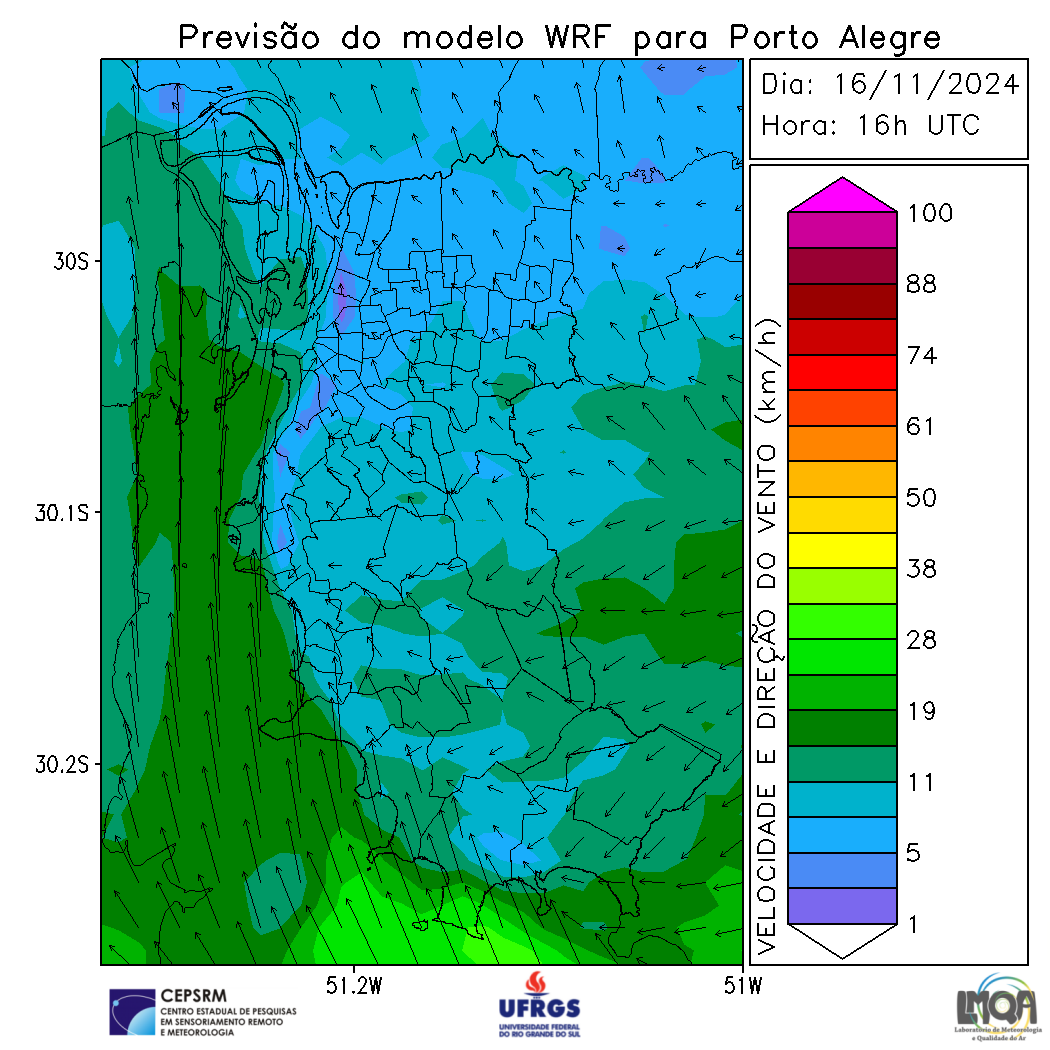 Previsão do modelo WRF para Porto Alegre
Dia: 16/11/2024
Hora: 16h UTC
30S
30.1S
30.2S
51.2W
51W
VELOCIDADE E DIREÇÃO DO VENTO (km/h)
100
88
74
61
50
38
28
19
11
5
1
CEPSRM
CENTRO ESTADUAL DE PESQUISAS
EM SENSORIAMENTO REMOTO
E METEOROLOGIA
UFRGS
UNIVERSIDADE FEDERAL
DO RIO GRANDE DO SUL
LMQA
Laboratório de Meteorologia
e Qualidade do Ar